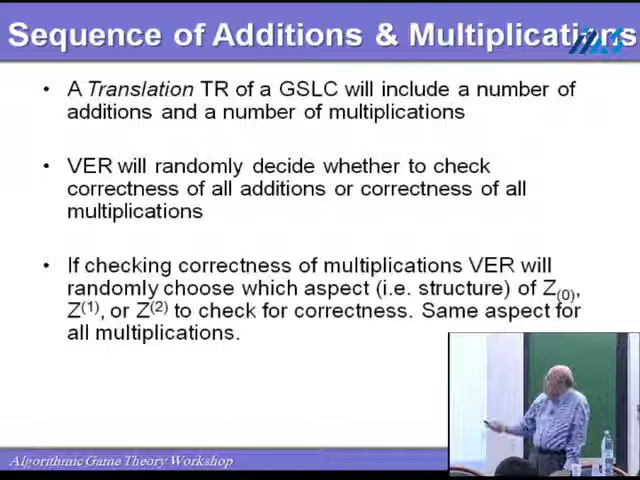 Sequence of Additions & Multiplications
• A Translation TR of a GSLC will include a number of
additions and a number of multiplications
• VER will randomly decide whether to check
correctness of all additions or correctness of all
multiplications
• If checking correctness of multiplications VER will
randomly choose which aspect (i.e. structure) of Z(0),
Z(1), or Z(2) to check for correctness. Same aspect for
all multiplications.
Algorithmic Game Theory Workshop